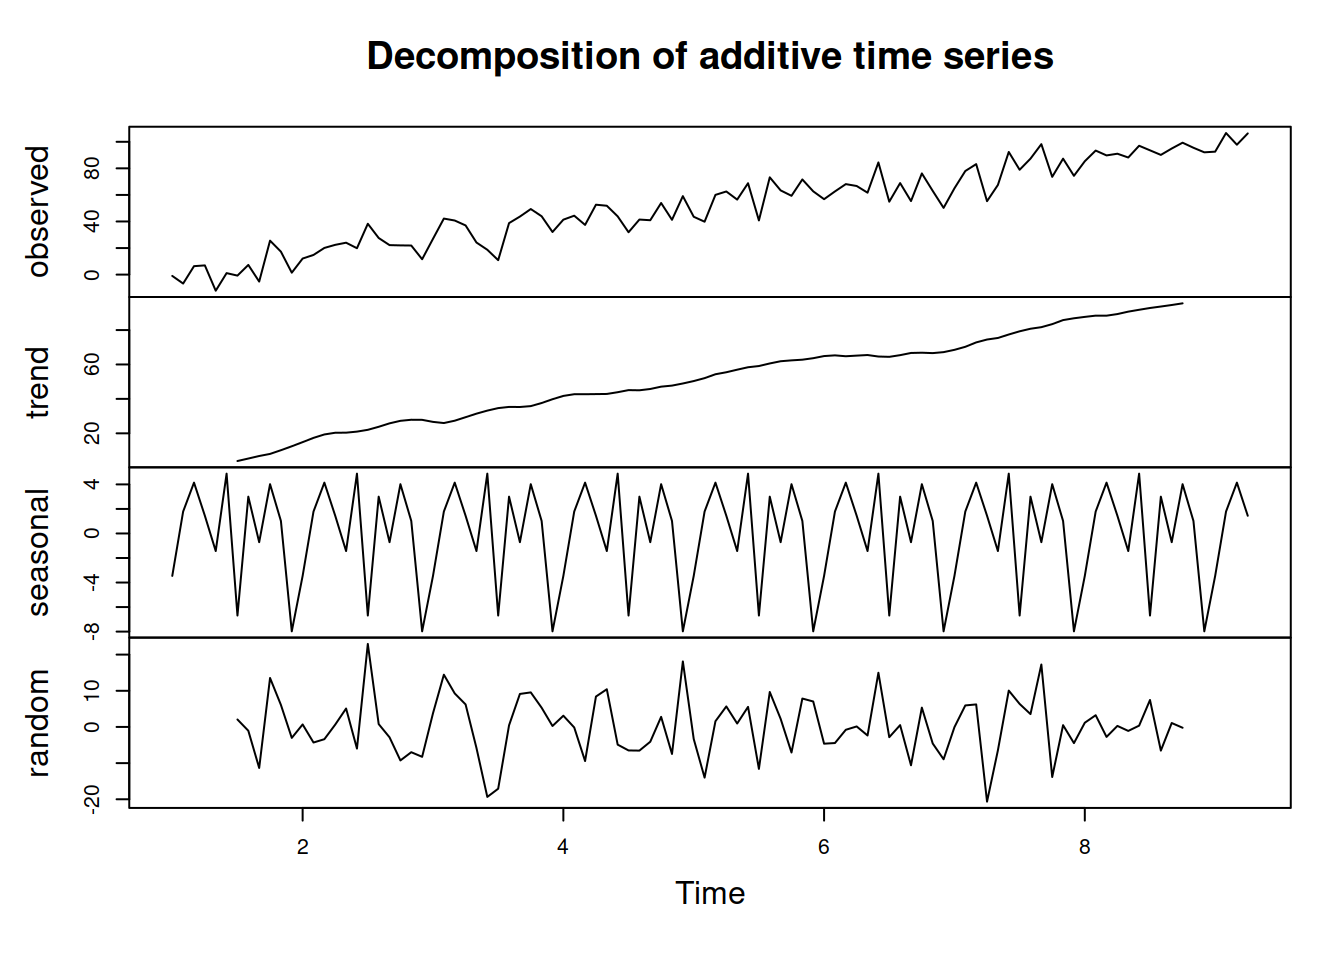 Decomposition of additive time series
observed
0 40 80
trend
20 60
seasonal
-8 -4 0 4
random
-20 0 10
2 4 6 8
Time